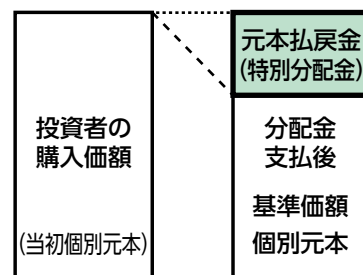 投資者の
購入価額
(当初個別元本)
元本払戻金
(特別分配金)
分配金
支払後
基準価額
個別元本